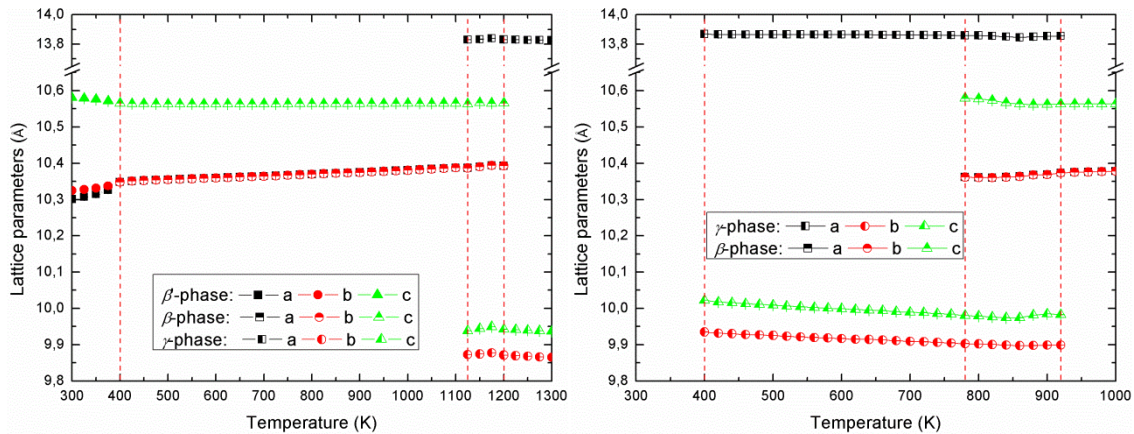 14,0
13,8
10,6
10,5
10,4
10,3
10,2
10,1
10,0
9,9
9,8
Lattice parameters (Å)
β'-phase: a b c
β-phase: a b c
γ-phase: a b c
300 400 500 600 700 800 900 1000 1100 1200 1300
Temperature (K)
14,0
13,8
10,6
10,5
10,4
10,3
10,2
10,1
10,0
9,9
9,8
Lattice parameters (Å)
γ-phase: a b c
β-phase: a b c
300 400 500 600 700 800 900 1000
Temperature (K)